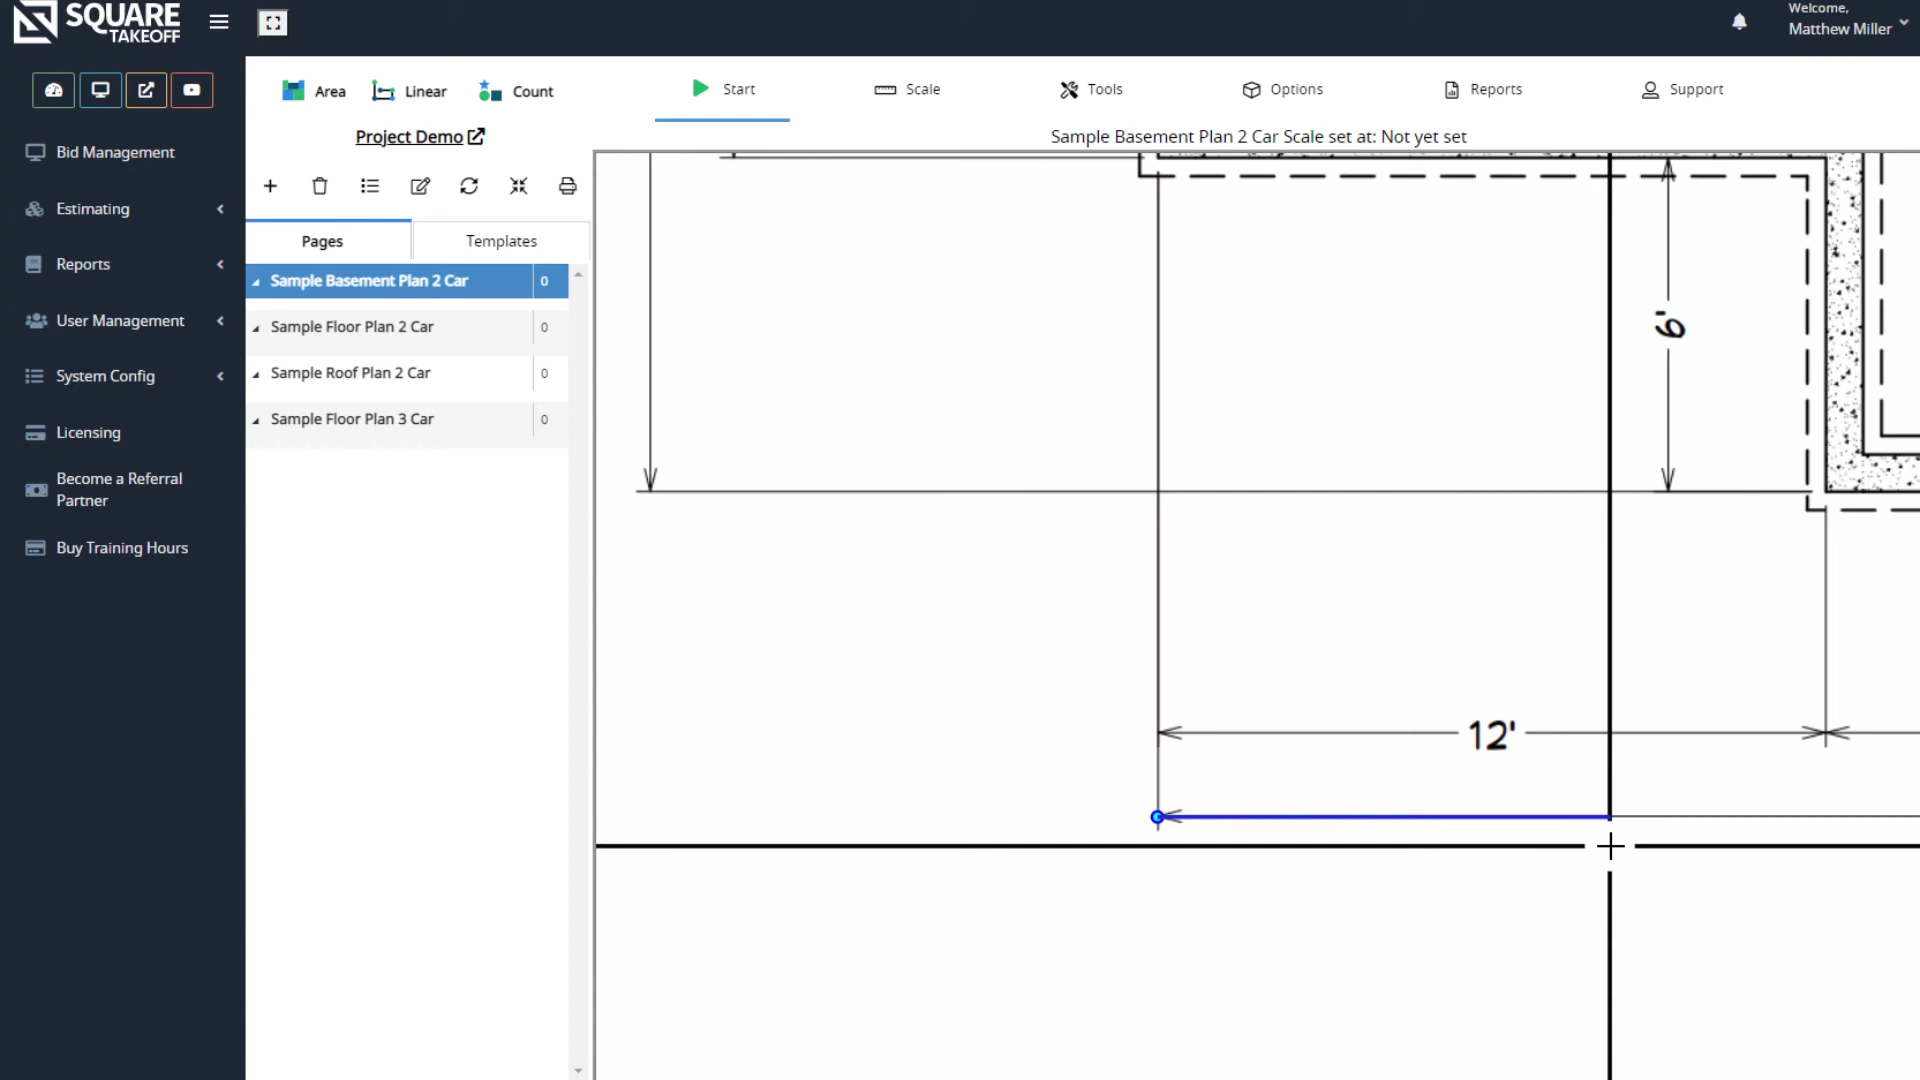 SQUARE
TAKEOFF
Welcome,
Matthew Miller
Bid Management
Estimating
Reports
User Management
System Config
Licensing
Become a Referral
Partner
Buy Training Hours
Area
Linear
Count
Start
Scale
Tools
Options
Reports
Support
Project Demo
Sample Basement Plan 2 Car Scale set at: Not yet set
Pages
Templates
Sample Basement Plan 2 Car 0
Sample Floor Plan 2 Car 0
Sample Roof Plan 2 Car 0
Sample Floor Plan 3 Car 0
6'
12'